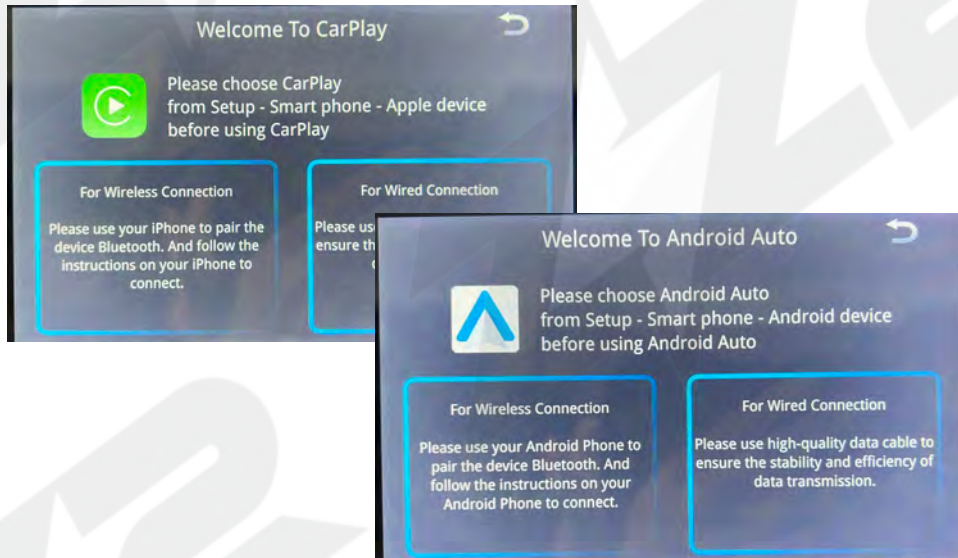 Welcome To CarPlay
Please choose CarPlay
from Setup - Smart phone - Apple device
before using CarPlay
For Wireless Connection
Please use your iPhone to pair the
device Bluetooth. And follow the
instructions on your iPhone to
connect.
For Wired Connection
Please
ensure
Welcome To Android Auto
Please choose Android Auto
from Setup - Smart phone - Android device
before using Android Auto
For Wireless Connection
Please use your Android Phone to
pair the device Bluetooth. And
follow the instructions on your
Android Phone to connect.
For Wired Connection
Please use high-quality data cable to
ensure the stability and efficiency of
data transmission.